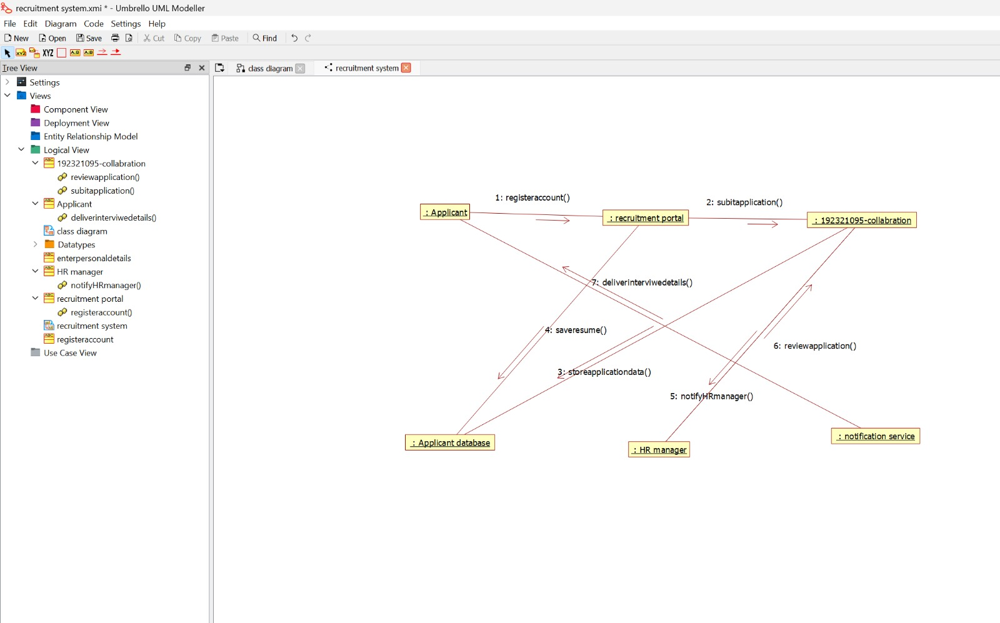 recruitment system.xmi * - Umbrello UML Modeller
File Edit Diagram Code Settings Help
New Open Save Cut Copy Paste Find
XYZ XYZ A:B A:B
Tree View
class diagram
recruitment system
Settings
Views
Component View
Deployment View
Entity Relationship Model
Logical View
192321095-collabration
reviewapplication()
subitapplication()
Applicant
deliverinterviwedetails()
class diagram
Datatypes
enterpersonaldetails
HR manager
notifyHRmanager()
recruitment portal
registeraccount()
recruitment system
registeraccount
Use Case View
1: registeraccount()
2: subitapplication()
: Applicant
: recruitment portal
: 192321095-collabration
7: deliverinterviwedetails()
4: saveresume()
6: reviewapplication()
3: storeapplicationdata()
5: notifyHRmanager()
: Applicant database
: HR manager
: notification service